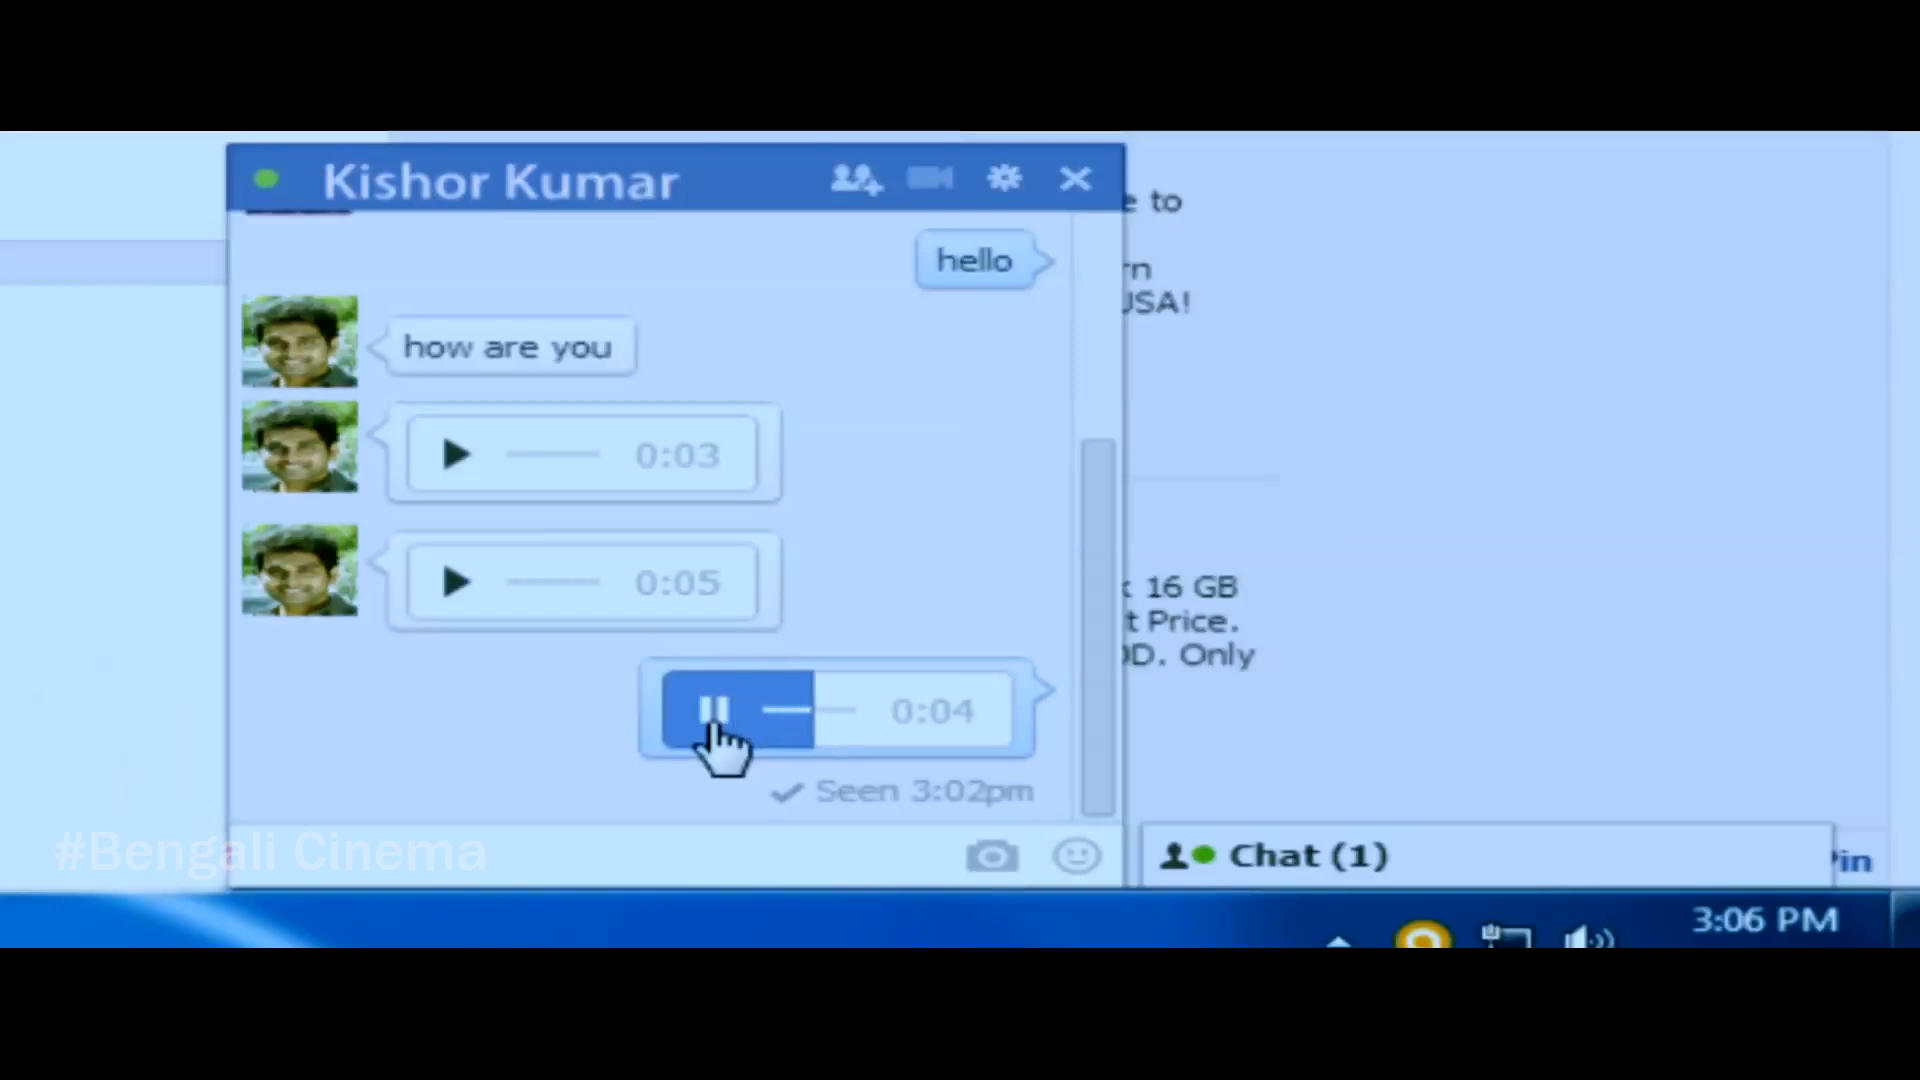 Kishor Kumar
hello
how are you
0:03
0:05
0:04
Seen 3:02pm
to
USA!
16 GB
Price.
Only
Chat (1)
3:06 PM
#Bengali Cinema